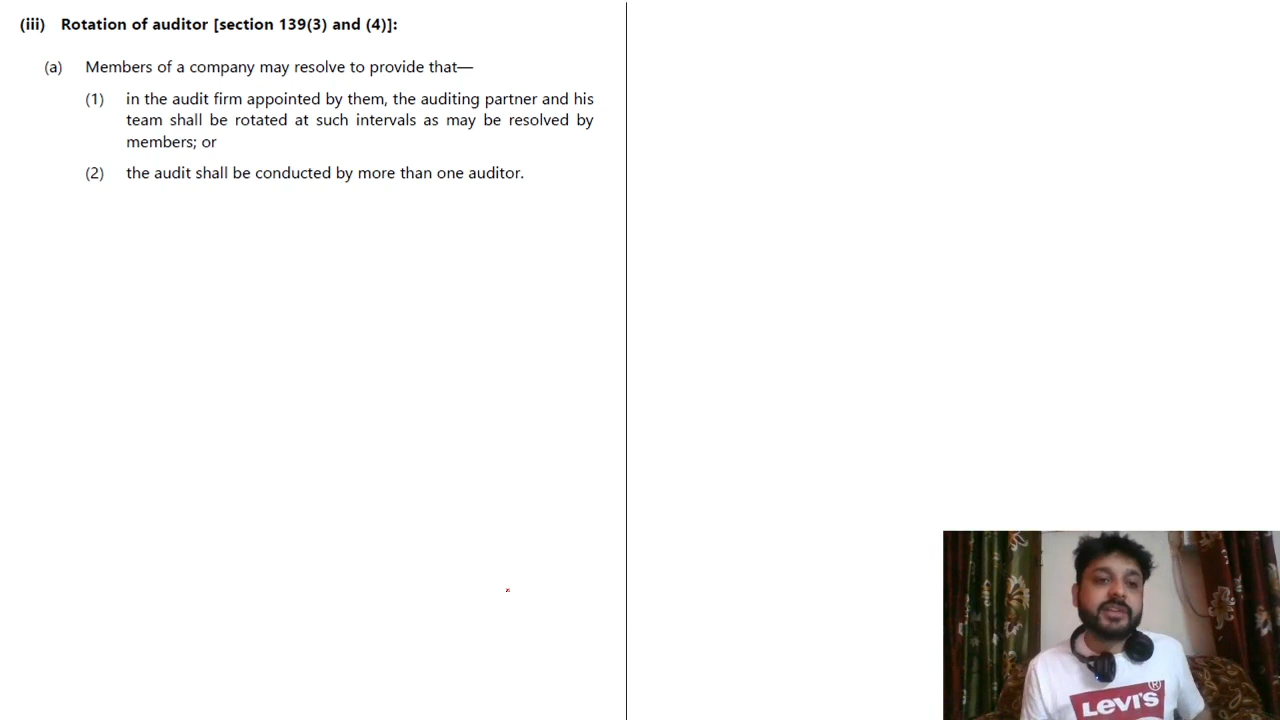 (iii) Rotation of auditor [section 139(3) and (4)]:
(a) Members of a company may resolve to provide that—
(1) in the audit firm appointed by them, the auditing partner and his
team shall be rotated at such intervals as may be resolved by
members; or
(2) the audit shall be conducted by more than one auditor.
LEVI'S
®